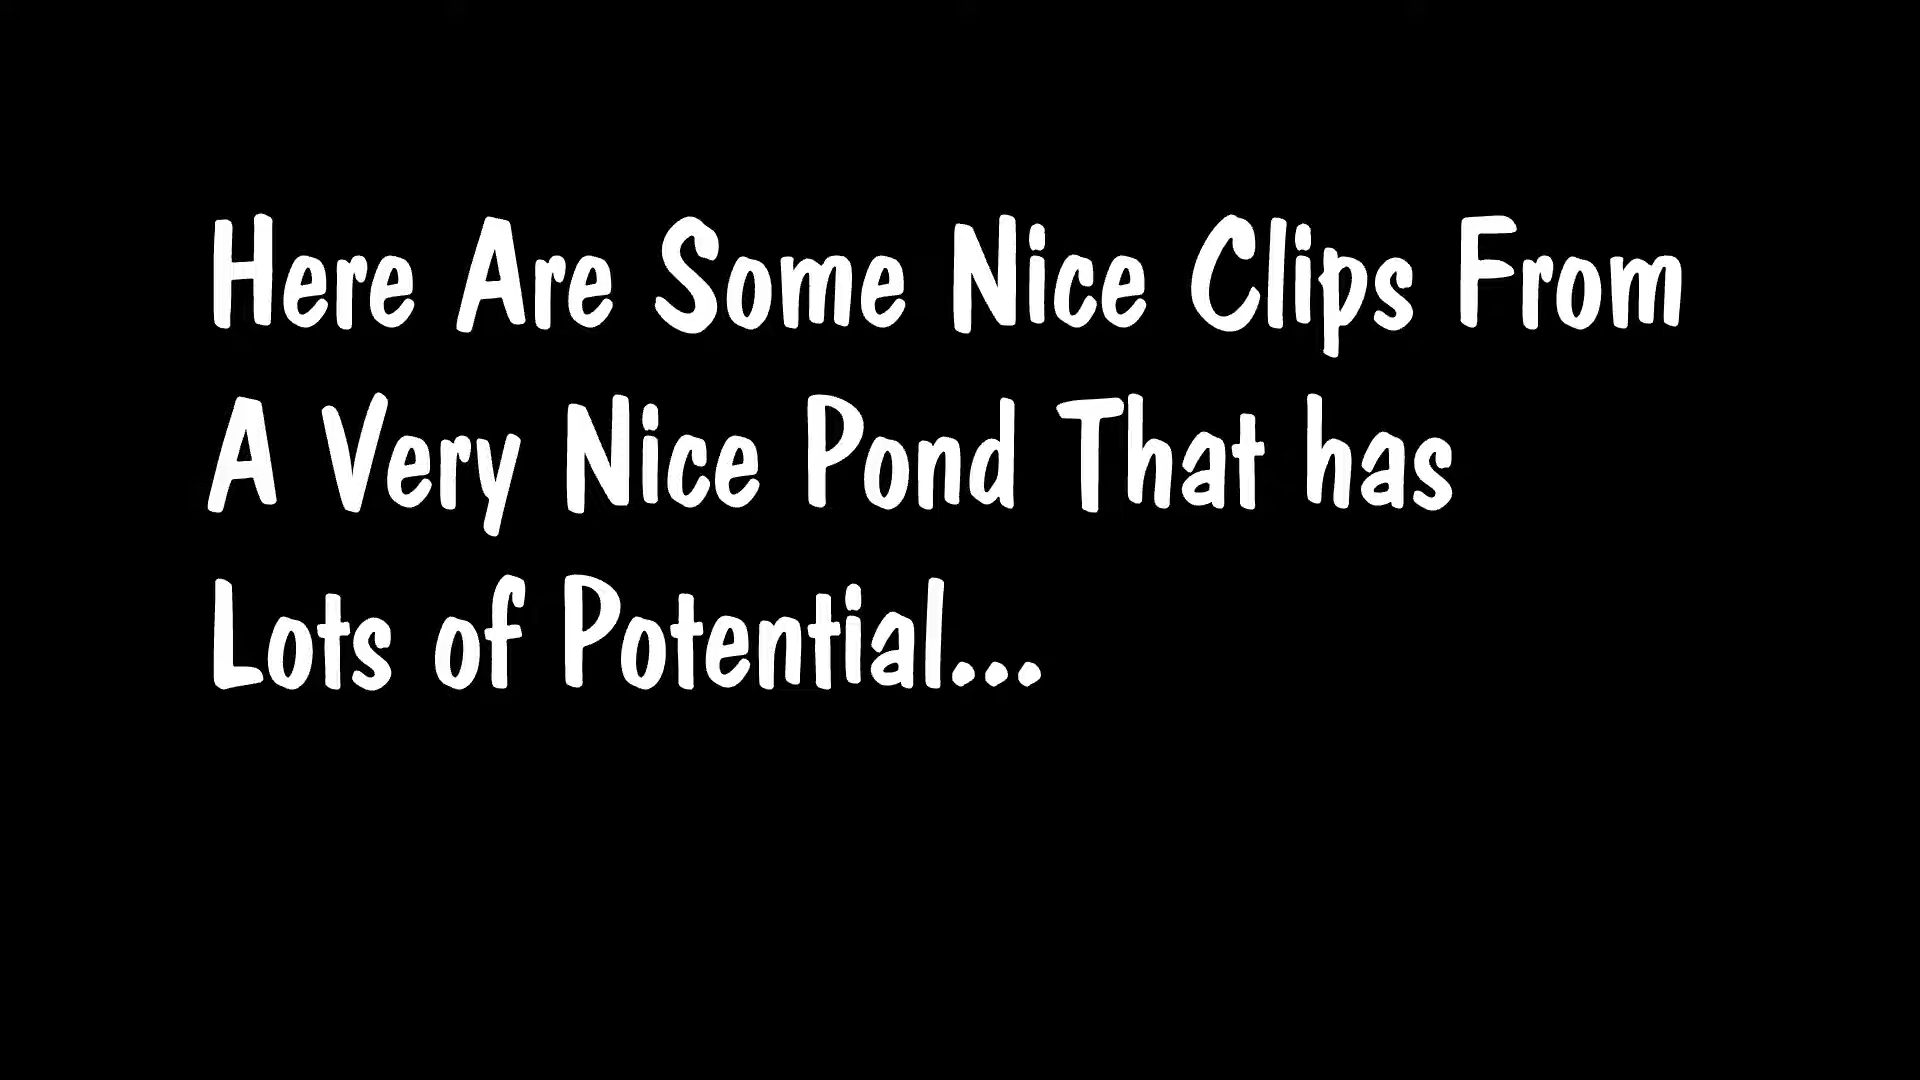 Here Are Some Nice Clips From
A Very Nice Pond That has
Lots of Potential...